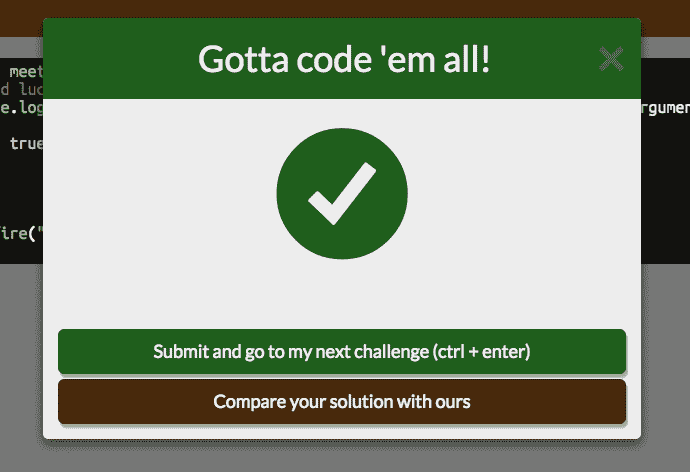 Gotta code 'em all!
meet
d luc
e.log
rgumen
true
ire("
Submit and go to my next challenge (ctrl + enter)
Compare your solution with ours